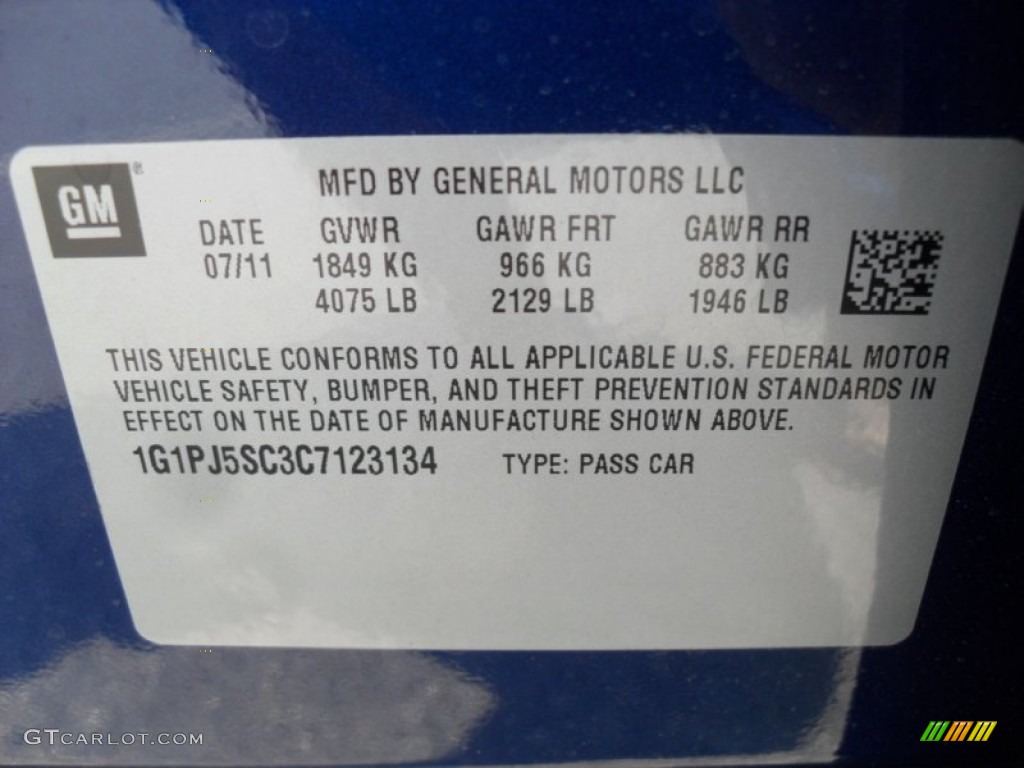 GM ®
MFD BY GENERAL MOTORS LLC
DATE GVWR GAWR FRT GAWR RR
07/11 1849 KG 966 KG 883 KG
4075 LB 2129 LB 1946 LB
THIS VEHICLE CONFORMS TO ALL APPLICABLE U.S. FEDERAL MOTOR
VEHICLE SAFETY, BUMPER, AND THEFT PREVENTION STANDARDS IN
EFFECT ON THE DATE OF MANUFACTURE SHOWN ABOVE.
1G1PJ5SC3C7123134 TYPE: PASS CAR
GTCARLOT.COM